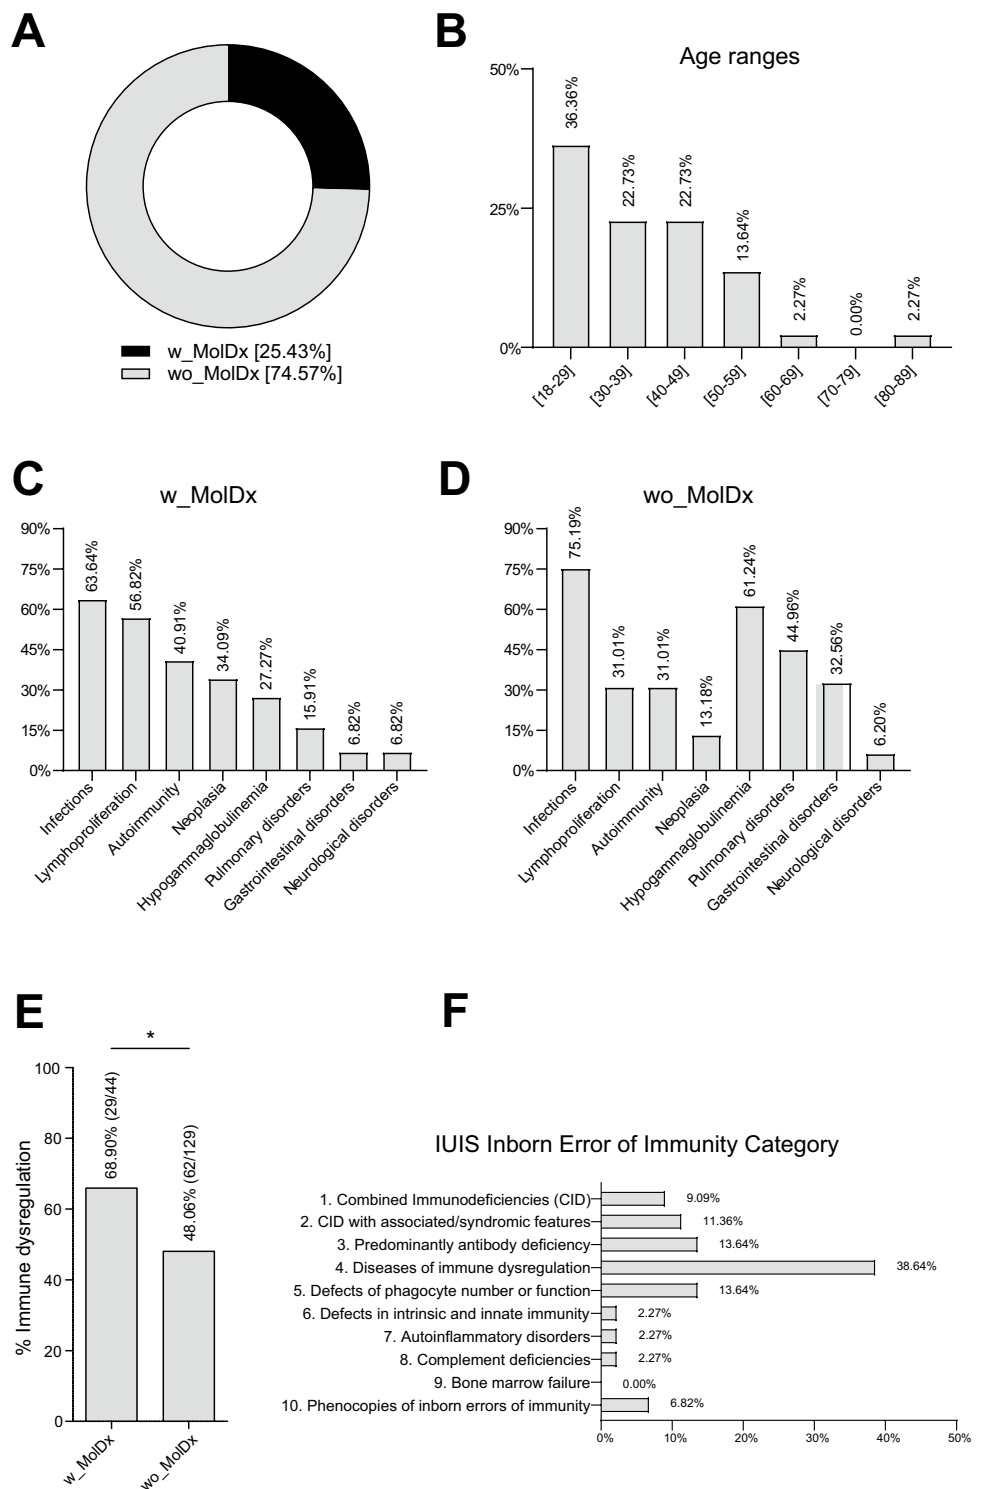 A
w_MolDx [25.43%]
wo_MolDx [74.57%]
B
Age ranges
50%
25%
0%
36.36%
22.73%
22.73%
13.64%
2.27%
0.00%
2.27%
[18-29]
[30-39]
[40-49]
[50-59]
[60-69]
[70-79]
[80-89]
C
w_MolDx
90%
75%
60%
45%
30%
15%
0%
63.64%
56.82%
40.91%
34.09%
27.27%
15.91%
6.82%
6.82%
Infections
Lymphoproliferation
Autoimmunity
Neoplasia
Hypogammaglobulinemia
Pulmonary disorders
Gastrointestinal disorders
Neurological disorders
D
wo_MolDx
90%
75%
60%
45%
30%
15%
0%
75.19%
31.01%
31.01%
13.18%
61.24%
44.96%
32.56%
6.20%
Infections
Lymphoproliferation
Autoimmunity
Neoplasia
Hypogammaglobulinemia
Pulmonary disorders
Gastrointestinal disorders
Neurological disorders
E
*
% Immune dysregulation
100
80
60
40
20
0
68.90% (29/44)
48.06% (62/129)
w_MolDx
wo_MolDx
F
IUIS Inborn Error of Immunity Category
1. Combined Immunodeficiencies (CID) 9.09%
2. CID with associated/syndromic features 11.36%
3. Predominantly antibody deficiency 13.64%
4. Diseases of immune dysregulation 38.64%
5. Defects of phagocyte number or function 13.64%
6. Defects in intrinsic and innate immunity 2.27%
7. Autoinflammatory disorders 2.27%
8. Complement deficiencies 2.27%
9. Bone marrow failure 0.00%
10. Phenocopies of inborn errors of immunity 6.82%
0% 10% 20% 30% 40% 50%